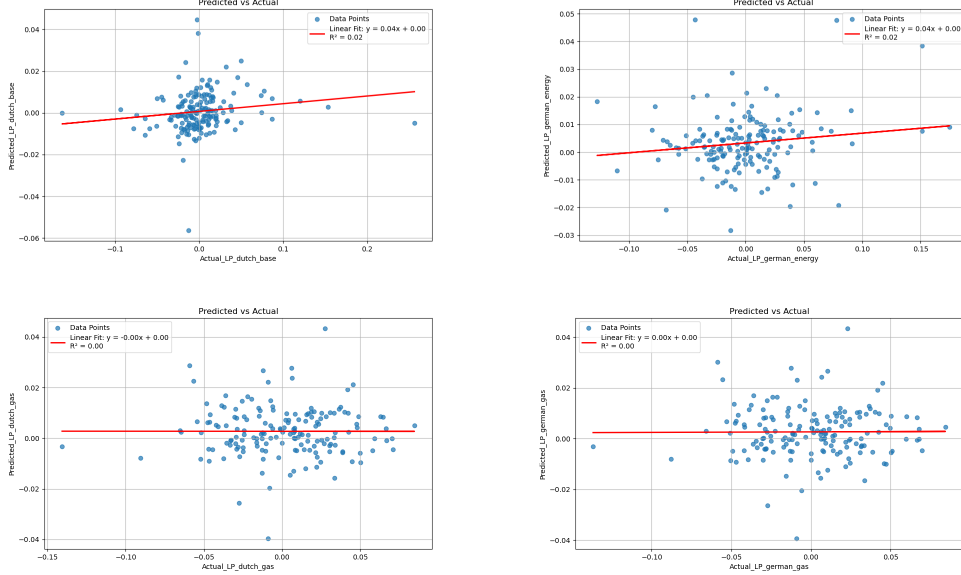 Predicted vs Actual
Data Points
Linear Fit: y = 0.04x + 0.00
R² = 0.02
0.04
0.02
0.00
−0.02
−0.04
−0.06
−0.1
0.0
0.1
0.2
Predicted_LP_dutch_base
Actual_LP_dutch_base
Predicted vs Actual
Data Points
Linear Fit: y = 0.04x + 0.00
R² = 0.02
0.05
0.04
0.03
0.02
0.01
0.00
−0.01
−0.02
−0.03
−0.10
−0.05
0.00
0.05
0.10
0.15
Predicted_LP_german_energy
Actual_LP_german_energy
Predicted vs Actual
Data Points
Linear Fit: y = -0.00x + 0.00
R² = 0.00
0.04
0.02
0.00
−0.02
−0.04
−0.15
−0.10
−0.05
0.00
0.05
Predicted_LP_dutch_gas
Actual_LP_dutch_gas
Predicted vs Actual
Data Points
Linear Fit: y = 0.00x + 0.00
R² = 0.00
0.04
0.02
0.00
−0.02
−0.04
−0.10
−0.05
0.00
0.05
Predicted_LP_german_gas
Actual_LP_german_gas